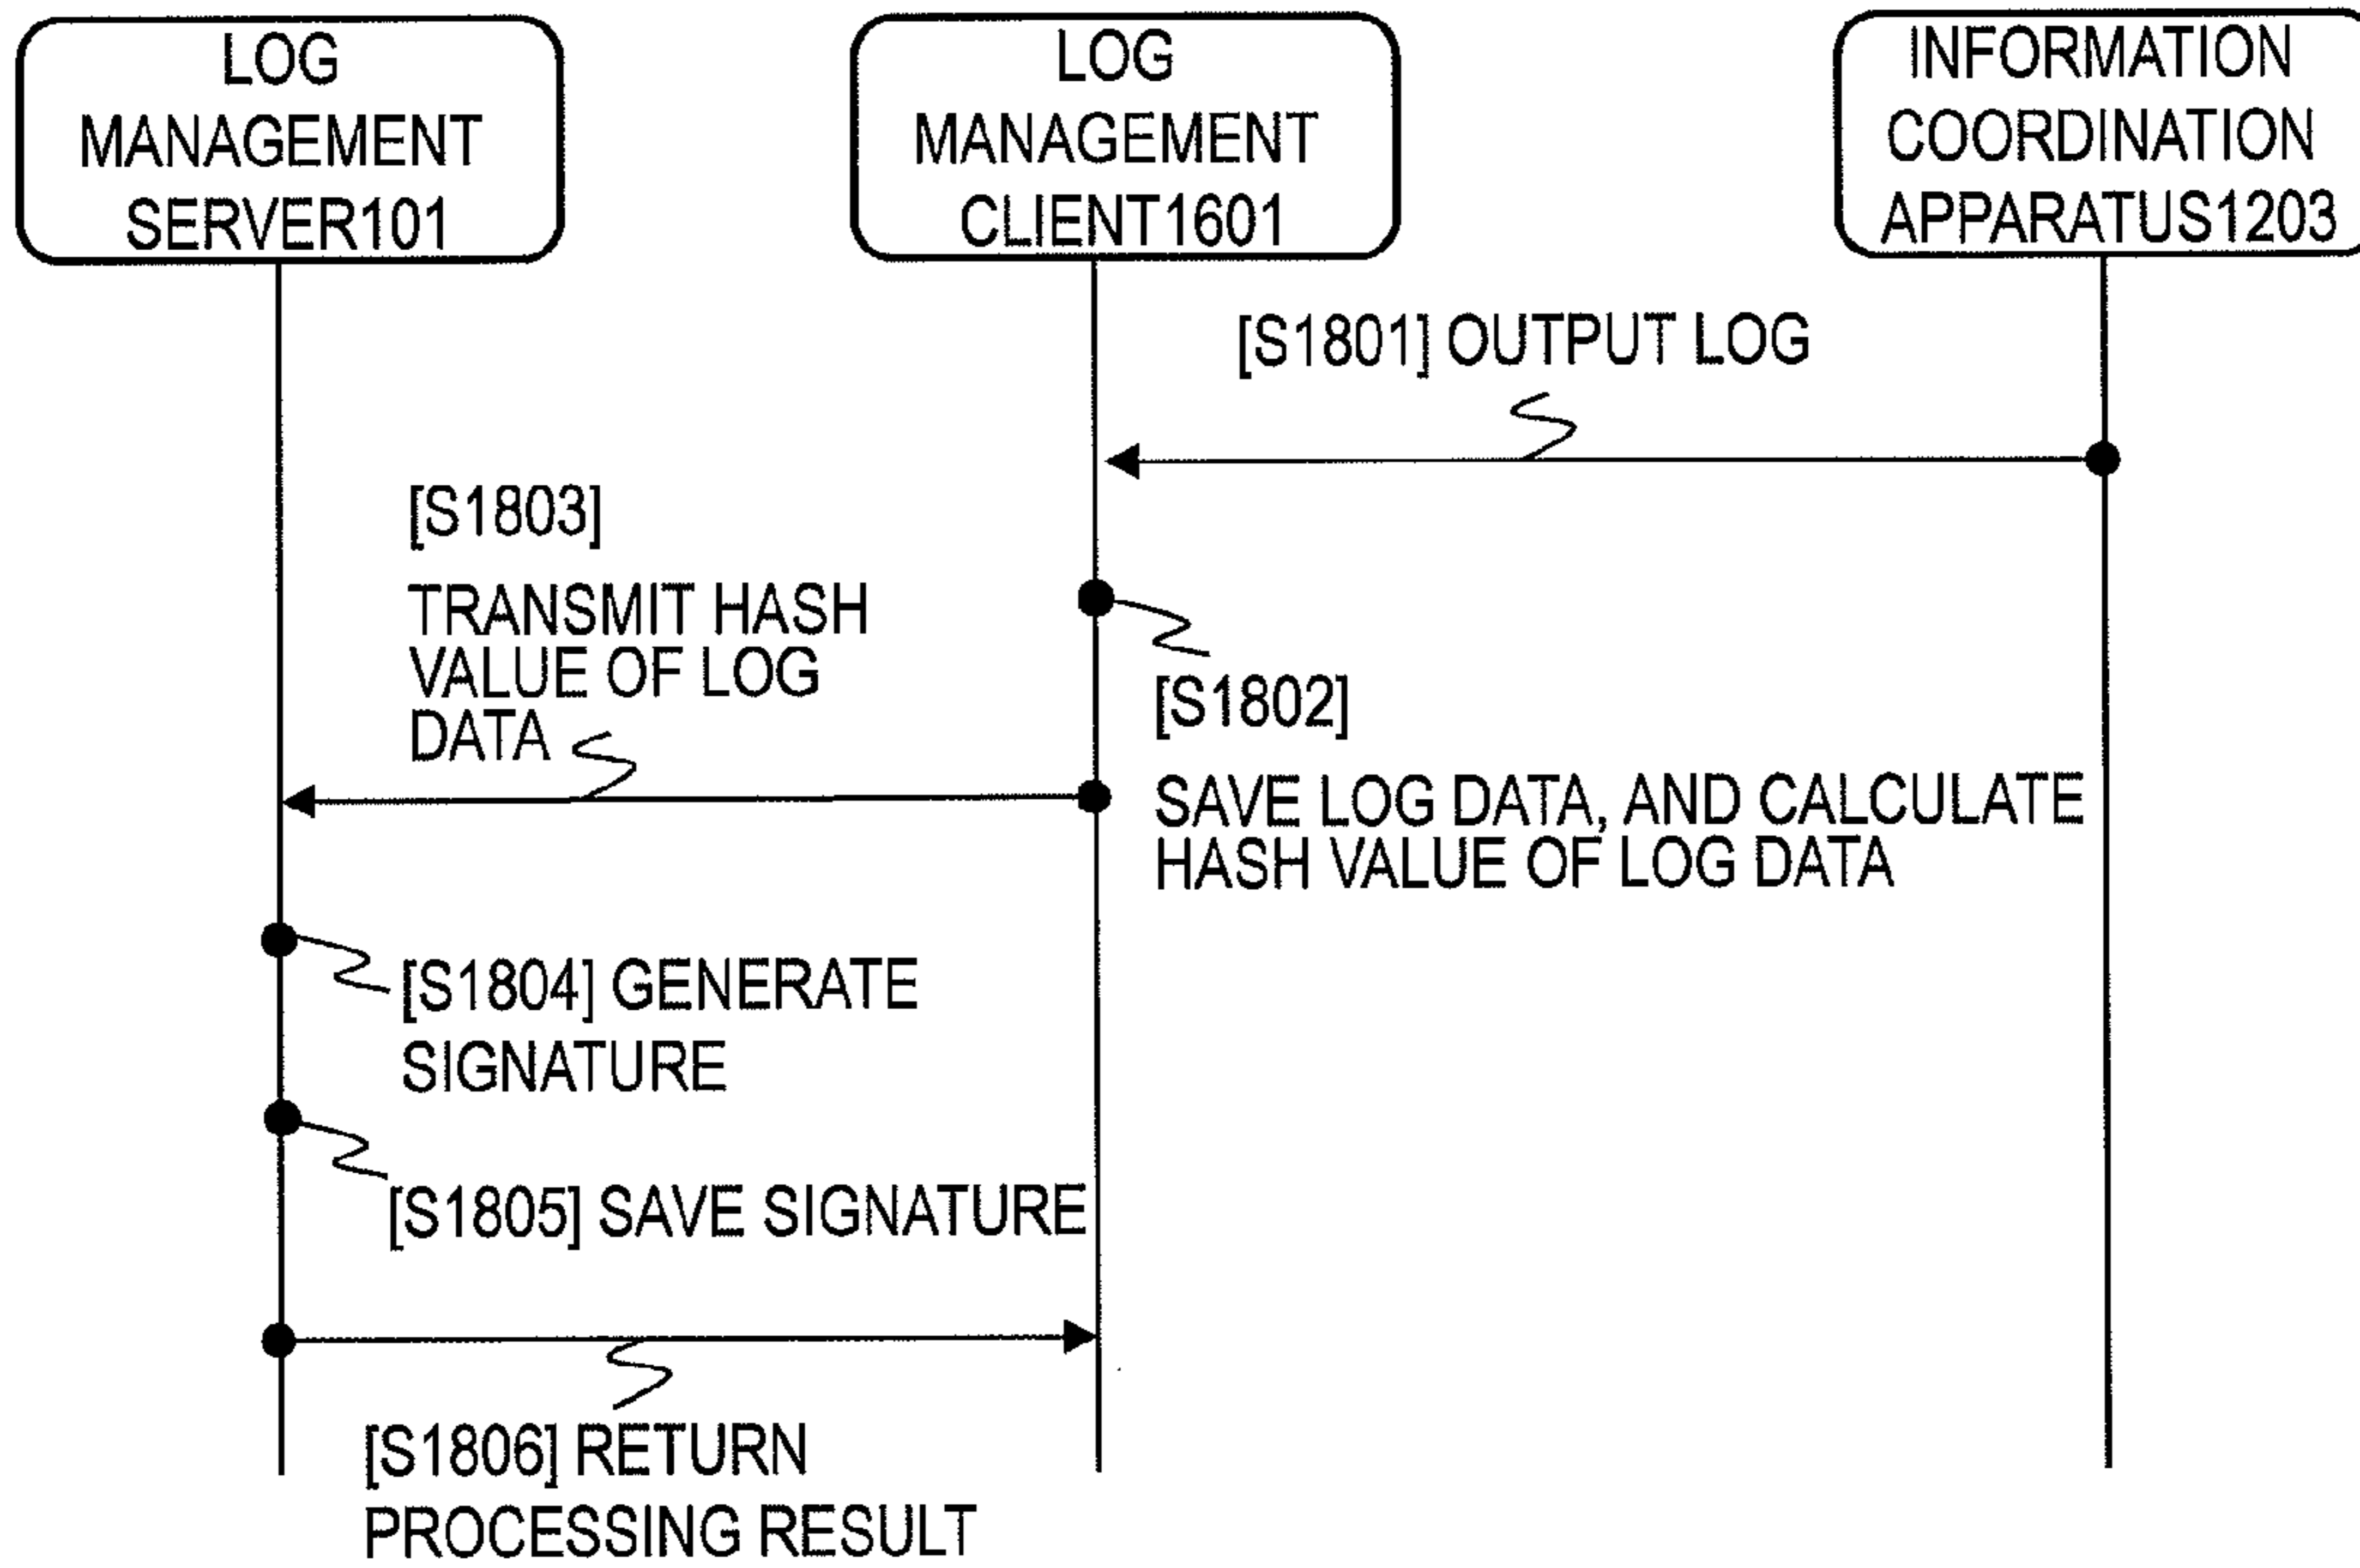 LOG
MANAGEMENT
SERVER101
LOG
MANAGEMENT
CLIENT1601
INFORMATION
COORDINATION
APPARATUS1203
[S1801] OUTPUT LOG
[S1803]
TRANSMIT HASH
VALUE OF LOG
DATA
[S1802]
SAVE LOG DATA, AND CALCULATE
HASH VALUE OF LOG DATA
[S1804] GENERATE
SIGNATURE
[S1805] SAVE SIGNATURE
[S1806] RETURN
PROCESSING RESULT